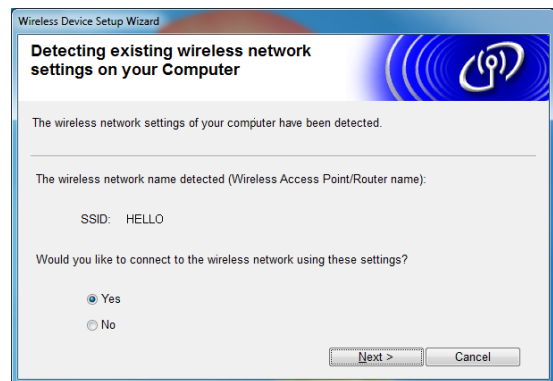 Wireless Device Setup Wizard
Detecting existing wireless network
settings on your Computer
The wireless network settings of your computer have been detected.
The wireless network name detected (Wireless Access Point/Router name):
SSID: HELLO
Would you like to connect to the wireless network using these settings?
Yes
No
Next > Cancel